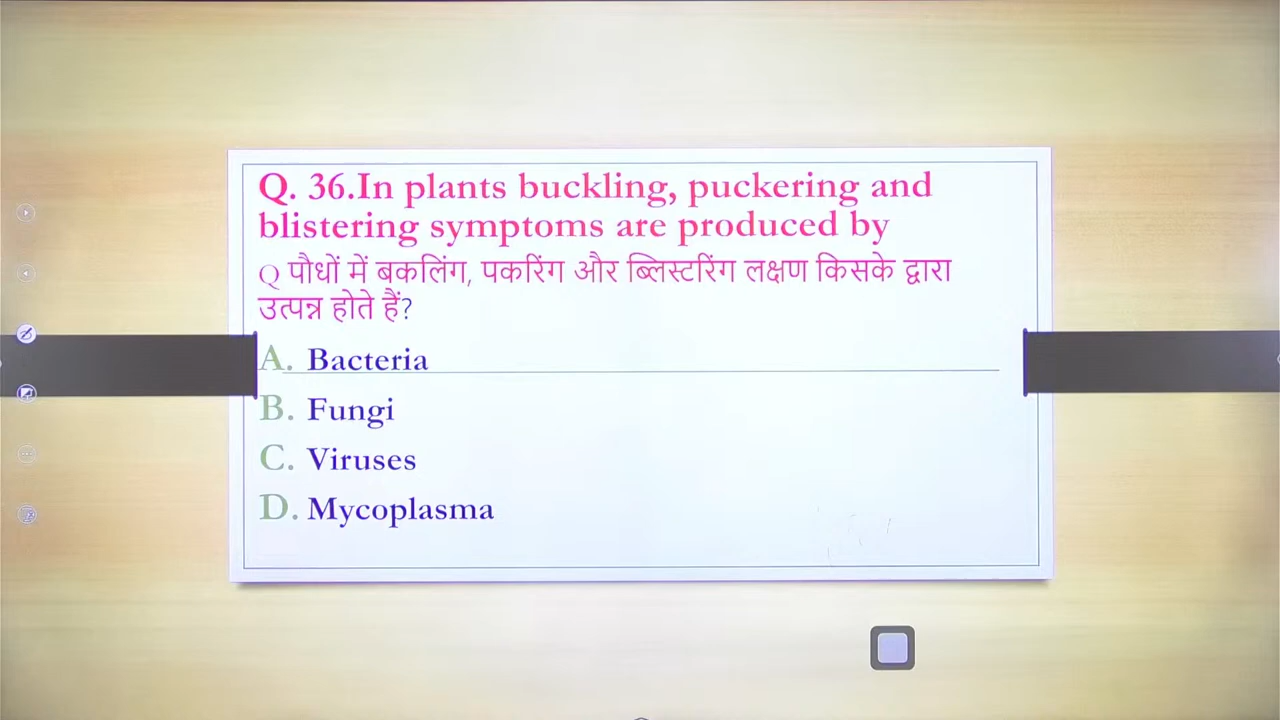 Q. 36.In plants buckling, puckering and
blistering symptoms are produced by
Q पौधों में बकलिंग, पकरिंग और ब्लिस्टरिंग लक्षण किसके द्वारा
उत्पन्न होते हैं?
A. Bacteria
B. Fungi
C. Viruses
D. Mycoplasma